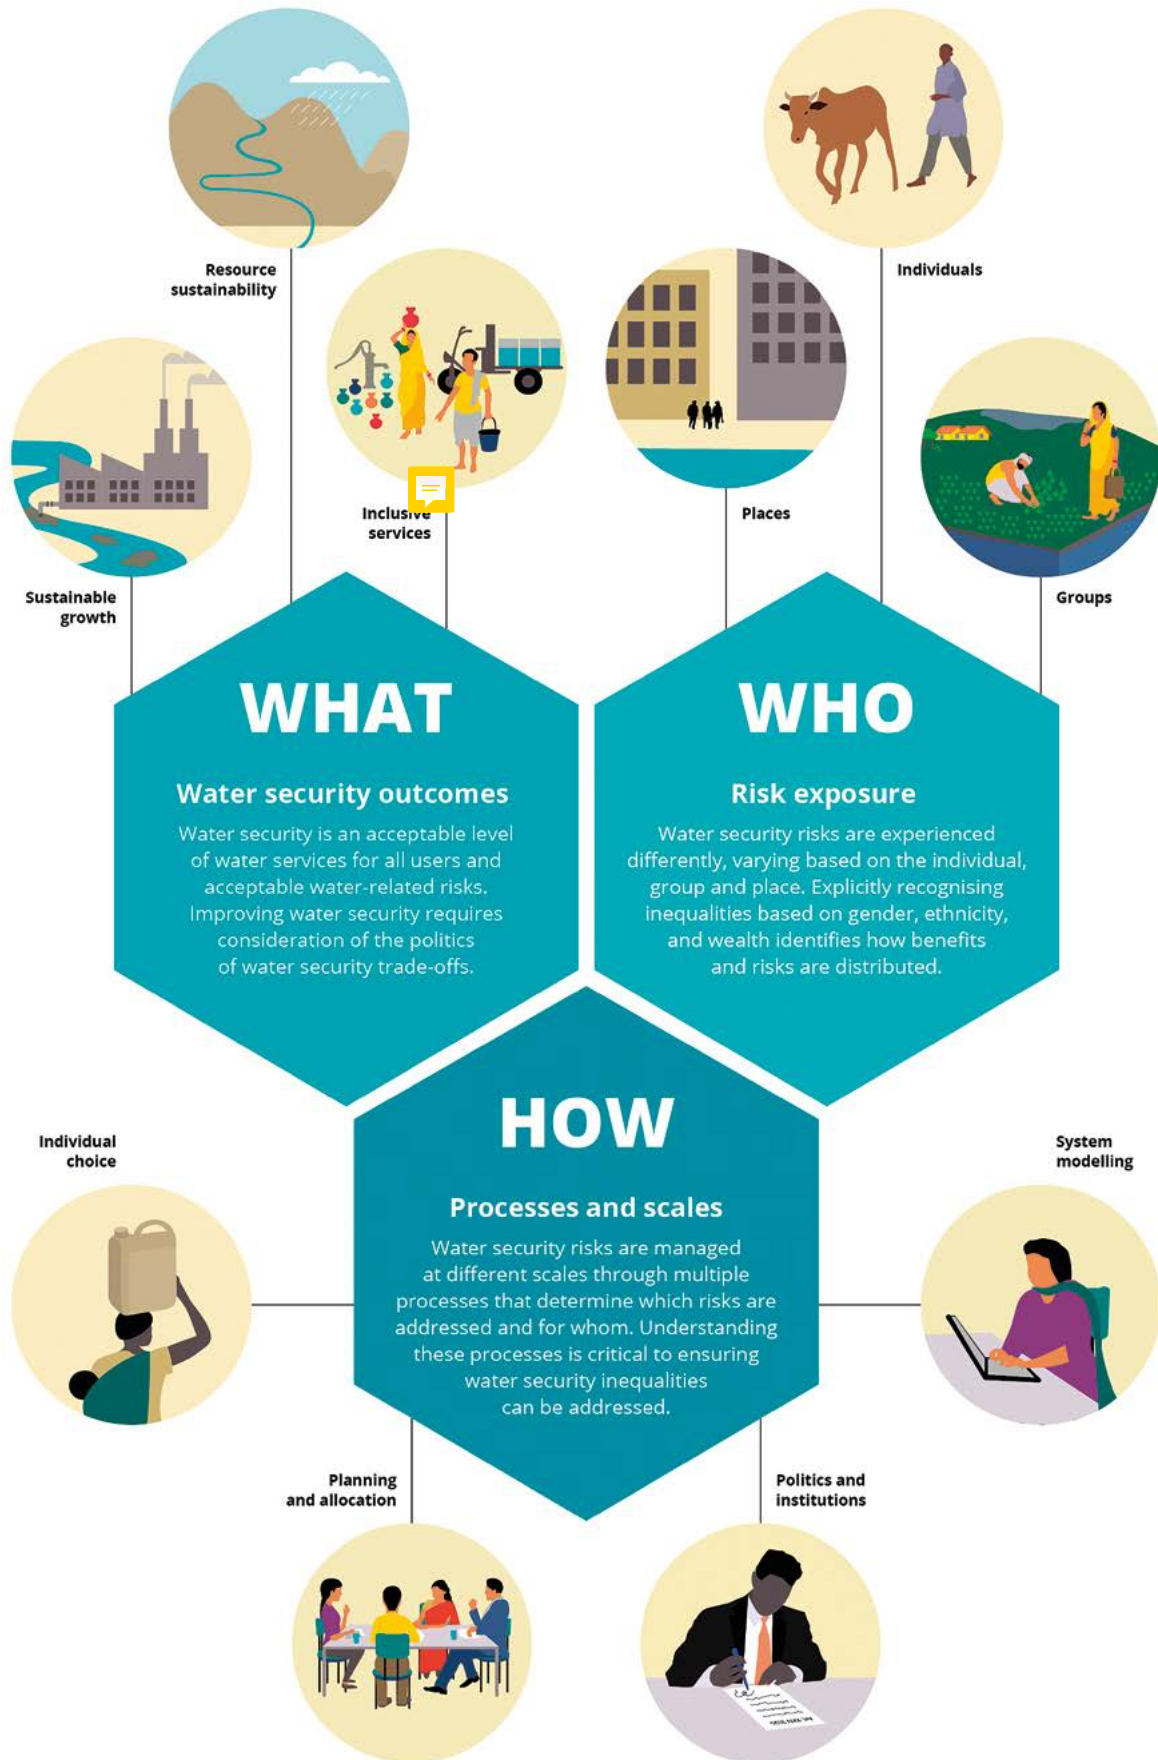 Resource
sustainability
Individuals
Inclusive
services
Places
Sustainable
growth
Groups
WHAT
Water security outcomes
Water security is an acceptable level
of water services for all users and
acceptable water-related risks.
Improving water security requires
consideration of the politics
of water security trade-offs.
WHO
Risk exposure
Water security risks are experienced
differently, varying based on the individual,
group and place. Explicitly recognising
inequalities based on gender, ethnicity,
and wealth identifies how benefits
and risks are distributed.
HOW
Processes and scales
Water security risks are managed
at different scales through multiple
processes that determine which risks are
addressed and for whom. Understanding
these processes is critical to ensuring
water security inequalities
can be addressed.
Individual
choice
System
modelling
Planning
and allocation
Politics and
institutions